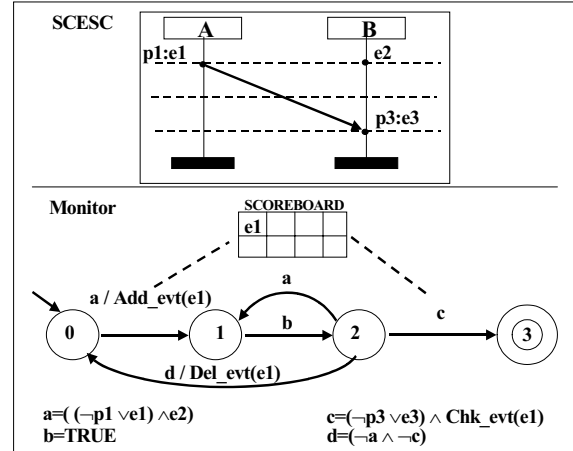 SCESC
A B
p1:e1 e2
p3:e3
Monitor
SCOREBOARD
e1
a / Add_evt(e1)
a
c
0 1 b 2 3
d / Del_evt(e1)
a=( (¬p1 ∨e1) ∧e2) c=(¬p3 ∨e3) ∧ Chk_evt(e1)
b=TRUE d=(¬a ∧ ¬c)